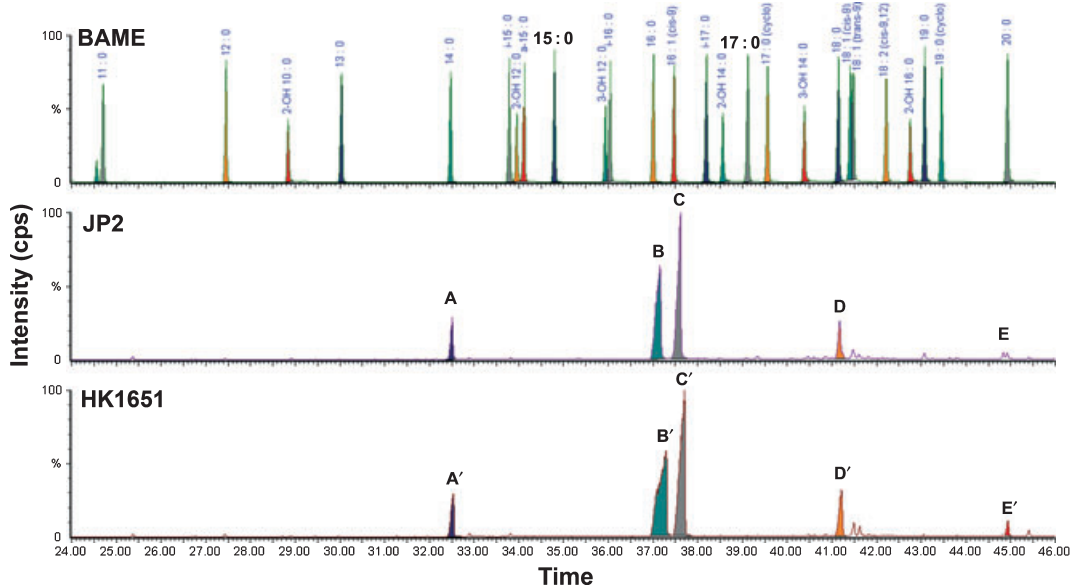 BAME
100
%
0
11 : 0
12 : 0
2-OH 10 : 0
13 : 0
14 : 0
i-15 : 0
2-OH 12 : 0
a-15 : 0
15 : 0
3-OH 12 : 0
i-16 : 0
16 : 0
16 : 1 (cis-9)
i-17 : 0
2-OH 14 : 0
17 : 0
17 : 0 (cyclo)
3-OH 14 : 0
18 : 0
18 : 1 (cis-9)
18 : 1 (trans-9)
18 : 2 (cis-9,12)
2-OH 16 : 0
19 : 0
19 : 0 (cyclo)
20 : 0
JP2
100
%
0
A
B
C
D
E
Intensity (cps)
HK1651
100
%
0
A′
B′
C′
D′
E′
24.00 25.00 26.00 27.00 28.00 29.00 30.00 31.00 32.00 33.00 34.00 35.00 36.00 37.00 38.00 39.00 40.00 41.00 42.00 43.00 44.00 45.00 46.00
Time